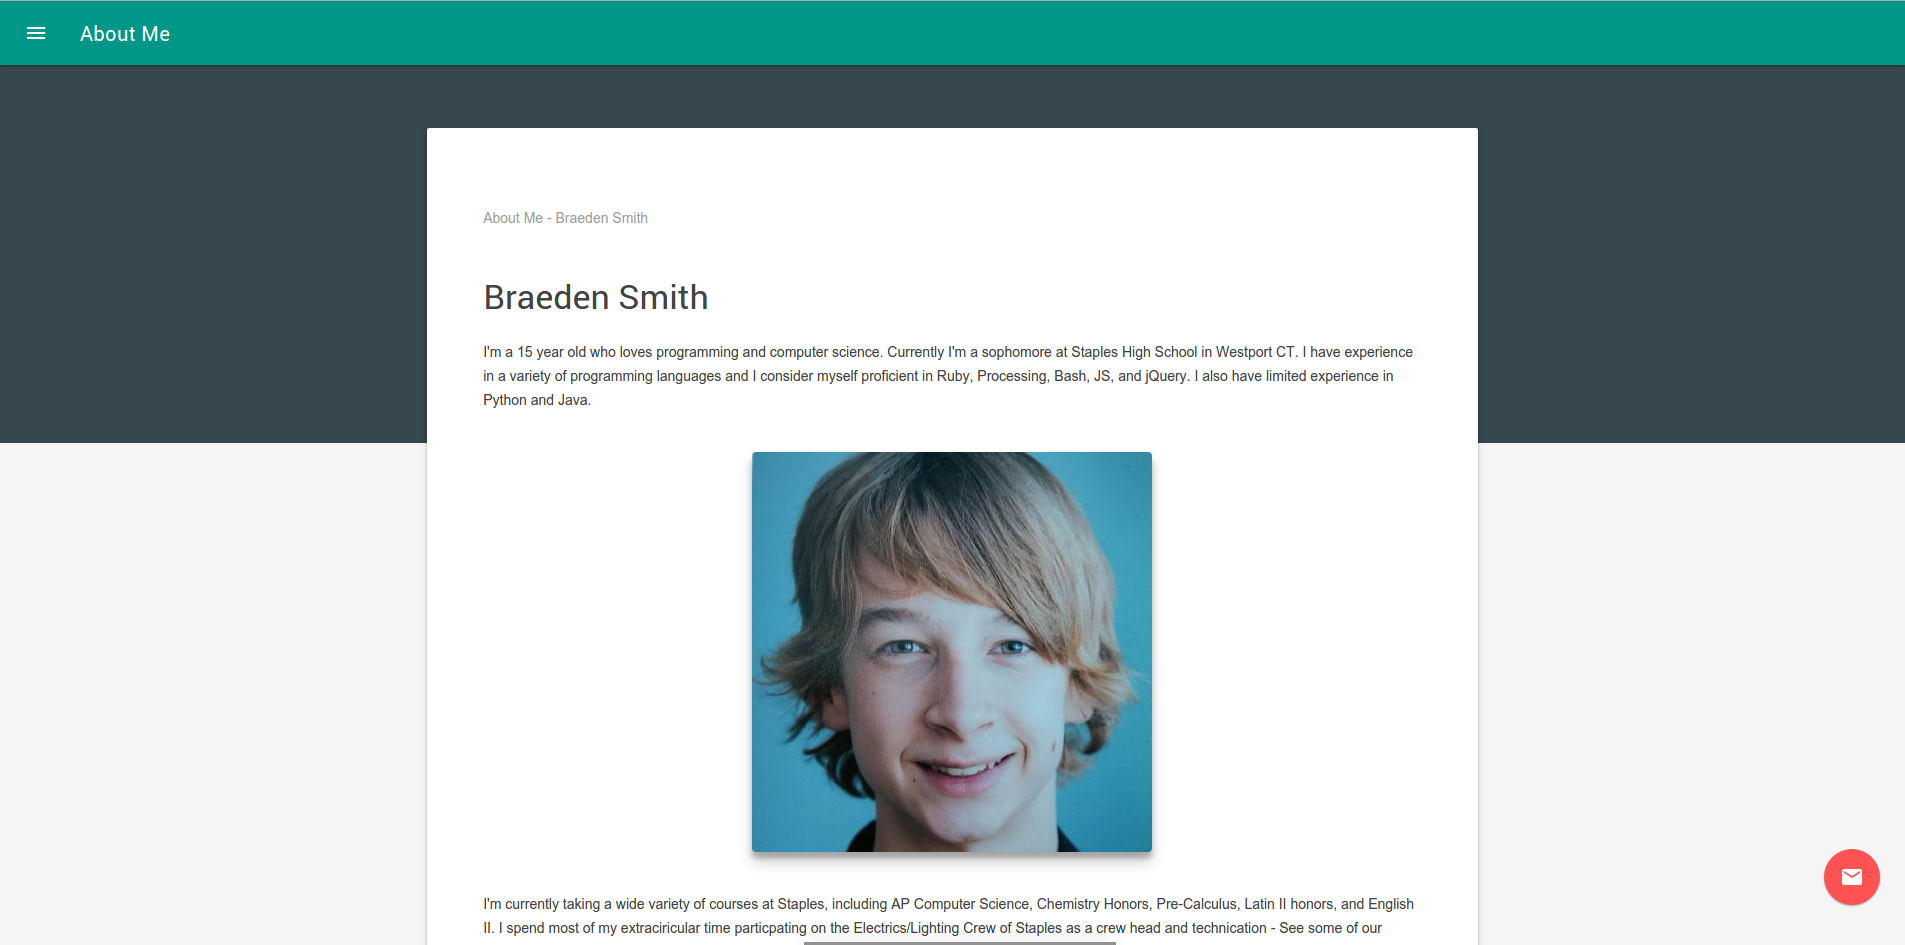 About Me
About Me - Braeden Smith
Braeden Smith
I'm a 15 year old who loves programming and computer science. Currently I'm a sophomore at Staples High School in Westport CT. I have experience
in a variety of programming languages and I consider myself proficient in Ruby, Processing, Bash, JS, and jQuery. I also have limited experience in
Python and Java.
I'm currently taking a wide variety of courses at Staples, including AP Computer Science, Chemistry Honors, Pre-Calculus, Latin II honors, and English
II. I spend most of my extraciricular time particpating on the Electrics/Lighting Crew of Staples as a crew head and technication - See some of our